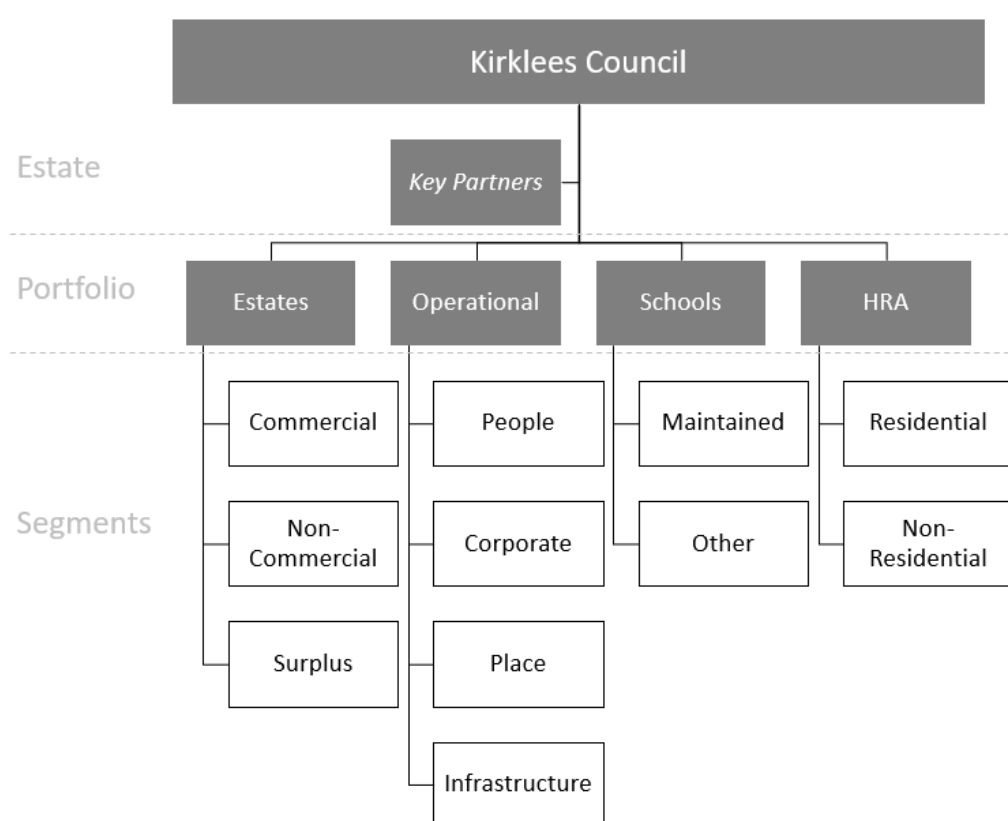 Kirklees Council
Estate
Key Partners
Portfolio
Estates
Operational
Schools
HRA
Segments
Commercial
People
Maintained
Residential
Non-
Commercial
Corporate
Other
Non-
Residential
Surplus
Place
Infrastructure